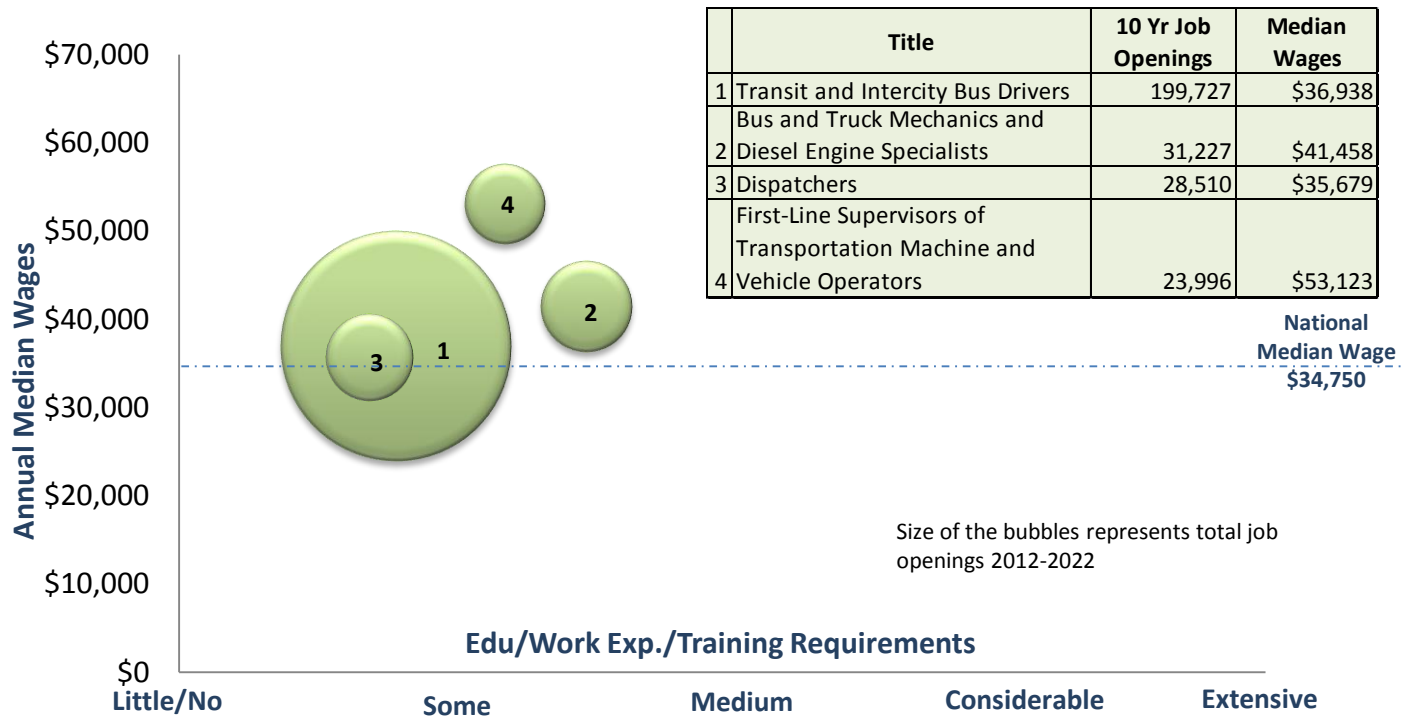 Title
10 Yr Job
Openings
Median
Wages
1 Transit and Intercity Bus Drivers 199,727 $36,938
Bus and Truck Mechanics and
2 Diesel Engine Specialists 31,227 $41,458
3 Dispatchers 28,510 $35,679
First-Line Supervisors of
Transportation Machine and
4 Vehicle Operators 23,996 $53,123
Annual Median Wages
$70,000
$60,000
$50,000
$40,000
$30,000
$20,000
$10,000
$0
4
2
1
3
National
Median Wage
$34,750
Size of the bubbles represents total job
openings 2012-2022
Edu/Work Exp./Training Requirements
Little/No
Some
Medium
Considerable
Extensive